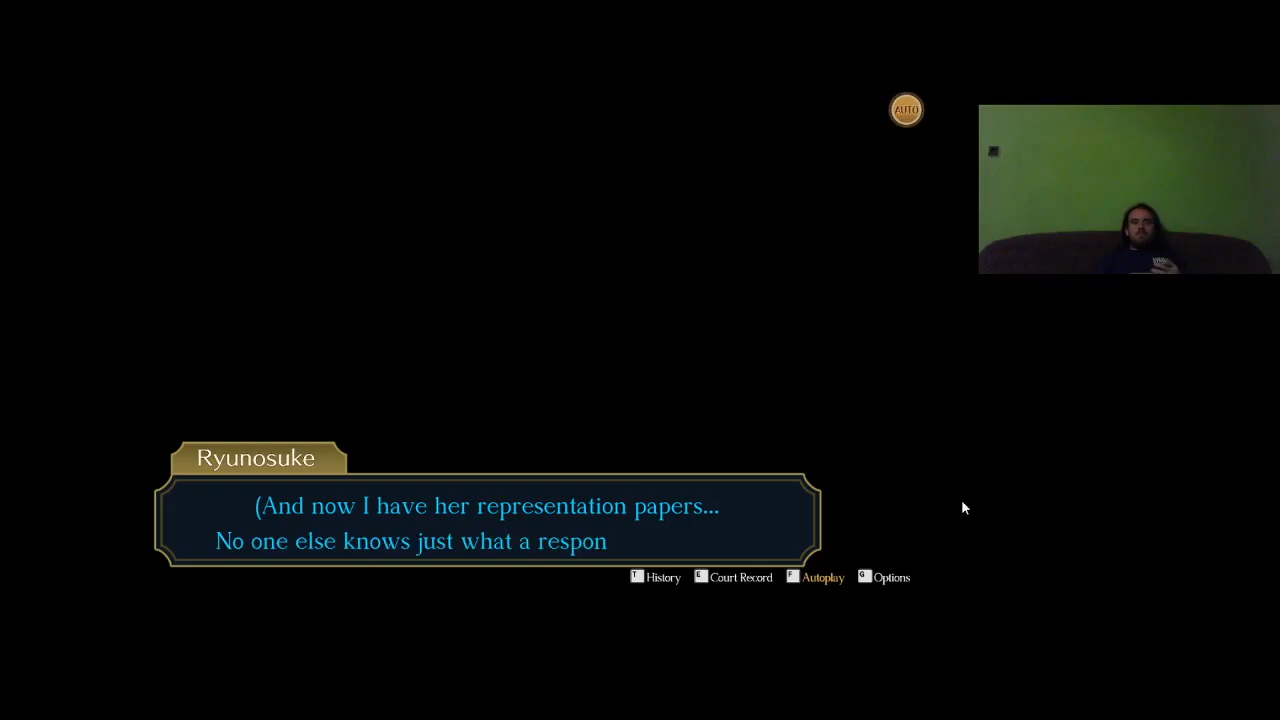 AUTO
Ryunosuke
(And now I have her representation papers...
No one else knows just what a respon
T History E Court Record F Autoplay G Options